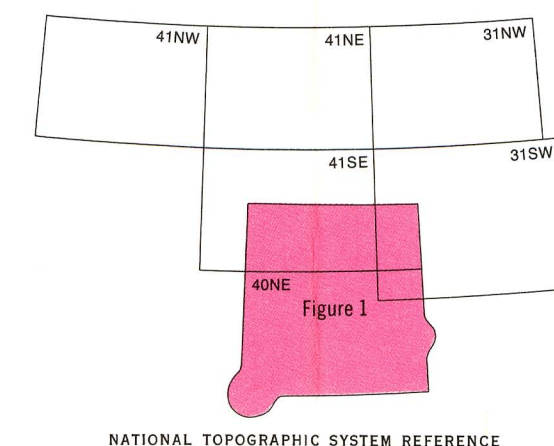 41NW
41NE
31NW
41SE
31SW
40NE
Figure 1
NATIONAL TOPOGRAPHIC SYSTEM REFERENCE